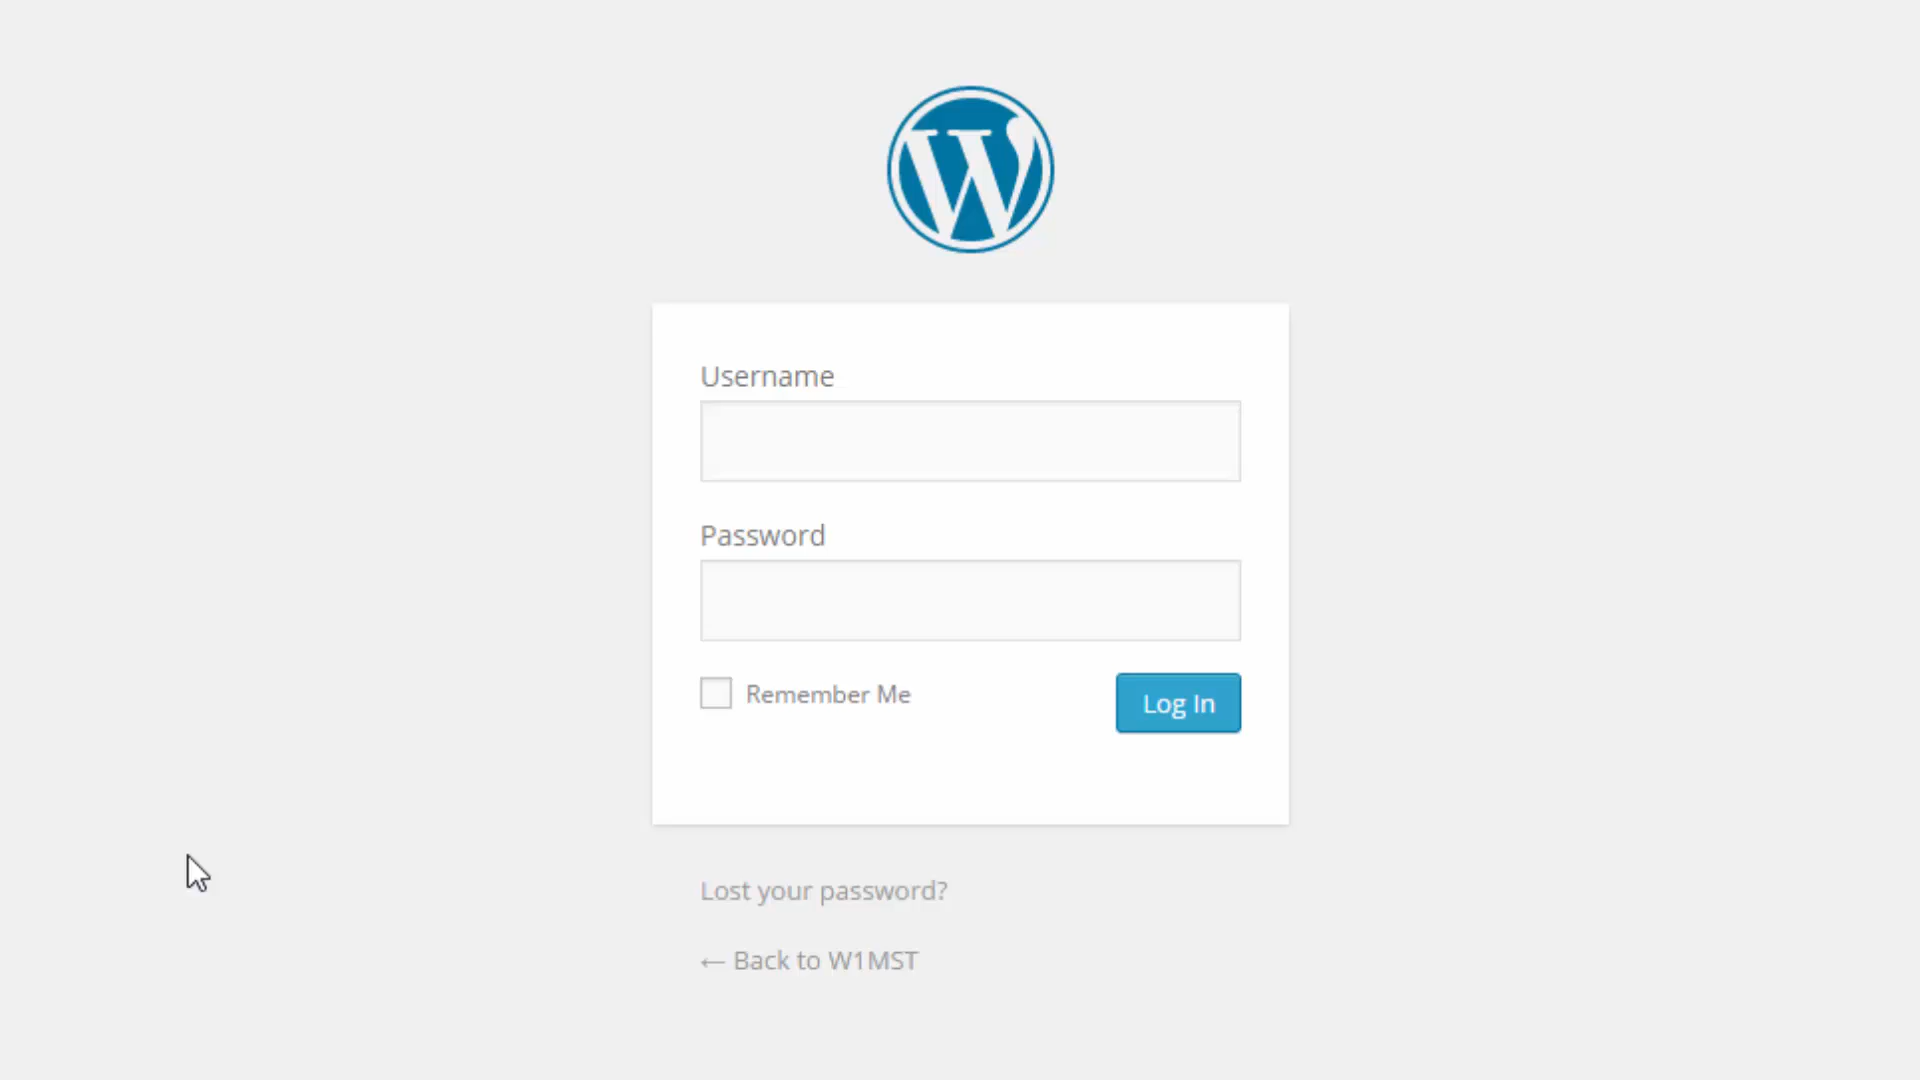 Username
Password
Remember Me
Log In
Lost your password?
← Back to W1MST